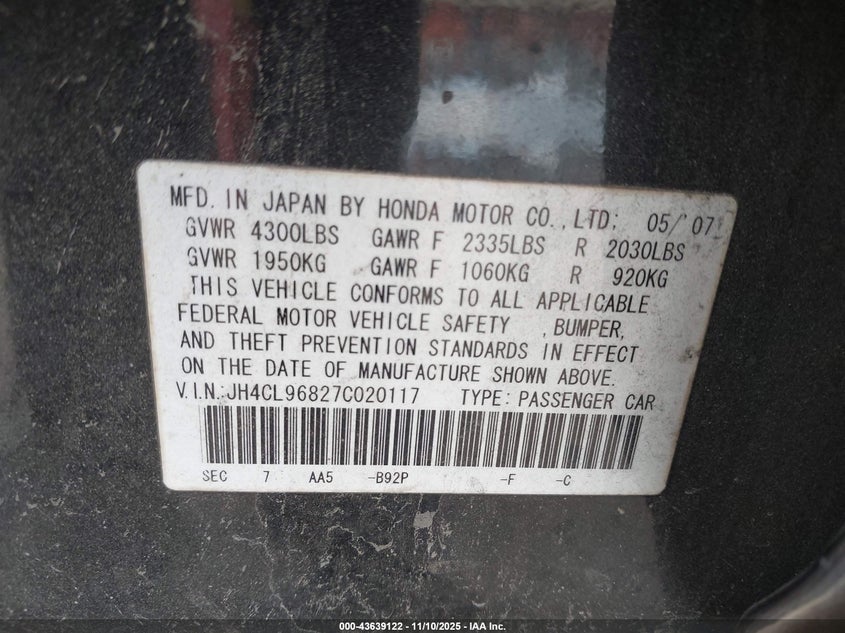 MFD. IN JAPAN BY HONDA MOTOR CO., LTD; 05/'07
GVWR 4300LBS GAWR F 2335LBS R 2030LBS
GVWR 1950KG GAWR F 1060KG R 920KG
THIS VEHICLE CONFORMS TO ALL APPLICABLE
FEDERAL MOTOR VEHICLE SAFETY , BUMPER,
AND THEFT PREVENTION STANDARDS IN EFFECT
ON THE DATE OF MANUFACTURE SHOWN ABOVE.
V.I.N.:JH4CL96827C020117 TYPE: PASSENGER CAR
SEC 7 AA5 -B92P -F -C
000-43639122 - 11/10/2025 - IAA Inc.